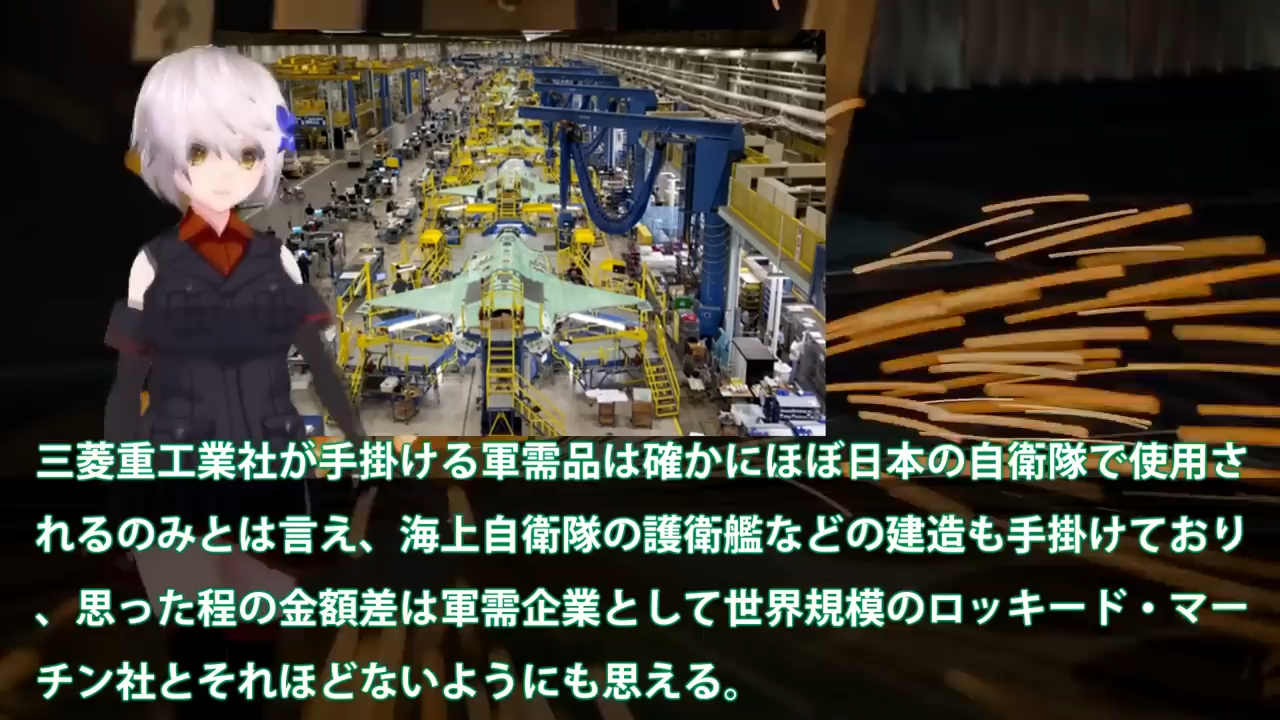 三菱重工業社が手掛ける軍需品は確かにほぼ日本の自衛隊で使用さ
れるのみとは言え、海上自衛隊の護衛艦などの建造も手掛けており
、思った程の金額差は軍需企業として世界規模のロッキード・マー
チン社とそれほどないようにも思える。